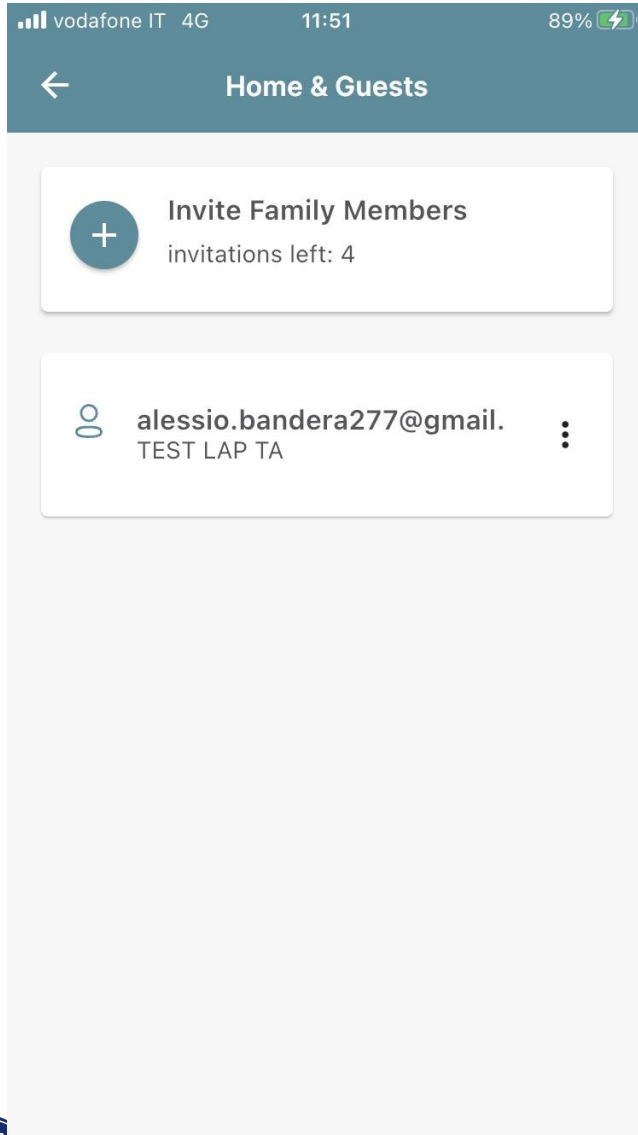 vodafone IT 4G 11:51 89%
Home & Guests
Invite Family Members
invitations left: 4
alessio.bandera277@gmail.
TEST LAP TA